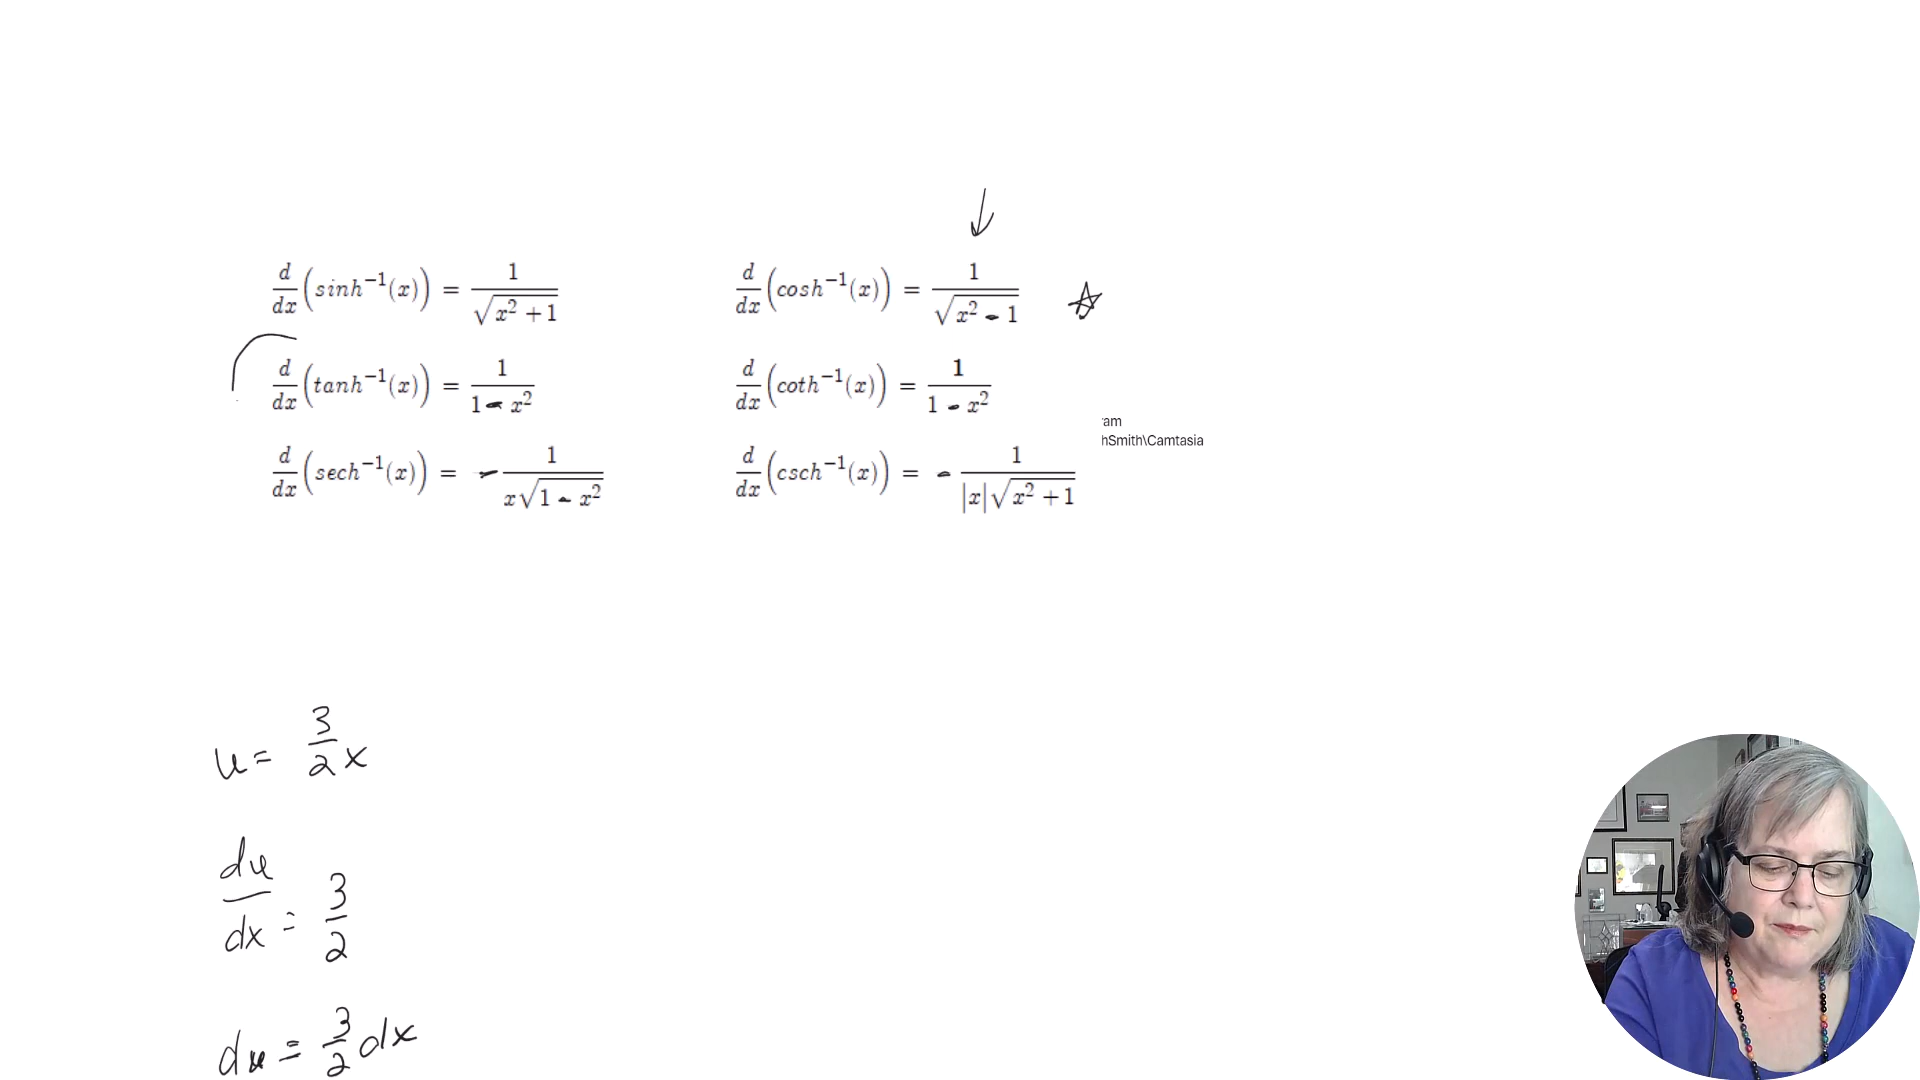 d/dx (sinh⁻¹(x)) = 1/√(x² + 1)
d/dx (cosh⁻¹(x)) = 1/√(x² - 1)
d/dx (tanh⁻¹(x)) = 1/(1 - x²)
d/dx (coth⁻¹(x)) = 1/(1 - x²)
ram
hSmith\Camtasia
d/dx (sech⁻¹(x)) = - 1/(x√(1 - x²))
d/dx (csch⁻¹(x)) = - 1/(|x|√(x² + 1))
u = 3/2 x
du/dx = 3/2
du = 3/2 dx